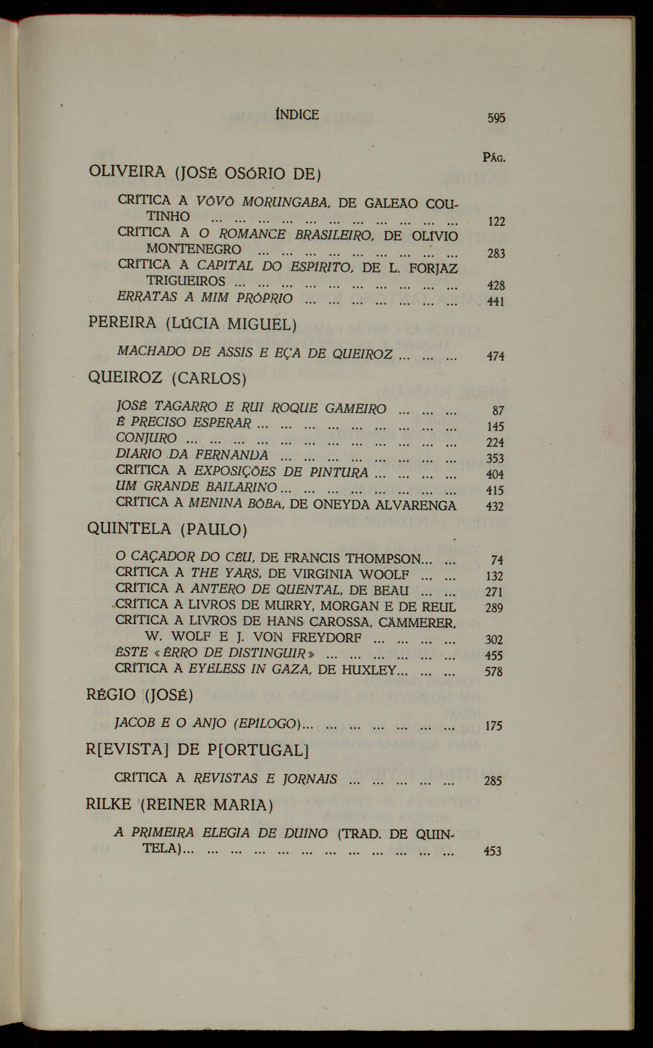 ÍNDICE 595
PÁG.
OLIVEIRA (JOSÉ OSÓRIO DE)
CRÍTICA A VÔVÔ MORUNGABA, DE GALEÃO COU-
TINHO ... ... ... ... ... ... ... ... ... ... ... 122
CRÍTICA A O ROMANCE BRASILEIRO, DE OLÍVIO
MONTENEGRO ... ... ... ... ... ... ... ... ... 283
CRÍTICA A CAPITAL DO ESPÍRITO, DE L. FORJAZ
TRIGUEIROS ... ... ... ... ... ... ... ... ... ... 428
ERRATAS A MIM PRÓPRIO ... ... ... ... ... ... ... 441
PEREIRA (LÚCIA MIGUEL)
MACHADO DE ASSIS E EÇA DE QUEIROZ ... ... ... 474
QUEIROZ (CARLOS)
JOSÉ TAGARRO E RUI ROQUE GAMEIRO ... ... ... 87
É PRECISO ESPERAR ... ... ... ... ... ... ... ... ... 145
CONJURO ... ... ... ... ... ... ... ... ... ... ... ... 224
DIÁRIO DA FERNANDA ... ... ... ... ... ... ... ... 353
CRÍTICA A EXPOSIÇÕES DE PINTURA ... ... ... ... 404
UM GRANDE BAILARINO ... ... ... ... ... ... ... ... 415
CRÍTICA A MENINA BÔBA, DE ONEYDA ALVARENGA 432
QUINTELA (PAULO)
O CAÇADOR DO CÉU, DE FRANCIS THOMPSON... ... 74
CRÍTICA A THE YARS, DE VIRGINIA WOOLF ... ... 132
CRÍTICA A ANTERO DE QUENTAL, DE BEAU ... ... 271
CRÍTICA A LIVROS DE MURRY, MORGAN E DE REUL 289
CRÍTICA A LIVROS DE HANS CAROSSA, CÄMMERER,
W. WOLF E J. VON FREYDORF ... ... ... ... 302
ÊSTE «ÊRRO DE DISTINGUIR» ... ... ... ... ... ... 455
CRÍTICA A EYELESS IN GAZA, DE HUXLEY... ... ... 578
RÉGIO (JOSÉ)
JACOB E O ANJO (EPÍLOGO)... ... ... ... ... ... ... 175
R[EVISTA] DE P[ORTUGAL]
CRÍTICA A REVISTAS E JORNAIS ... ... ... ... ... 285
RILKE (REINER MARIA)
A PRIMEIRA ELEGIA DE DUINO (TRAD. DE QUIN-
TELA)... ... ... ... ... ... ... ... ... ... ... ... 453